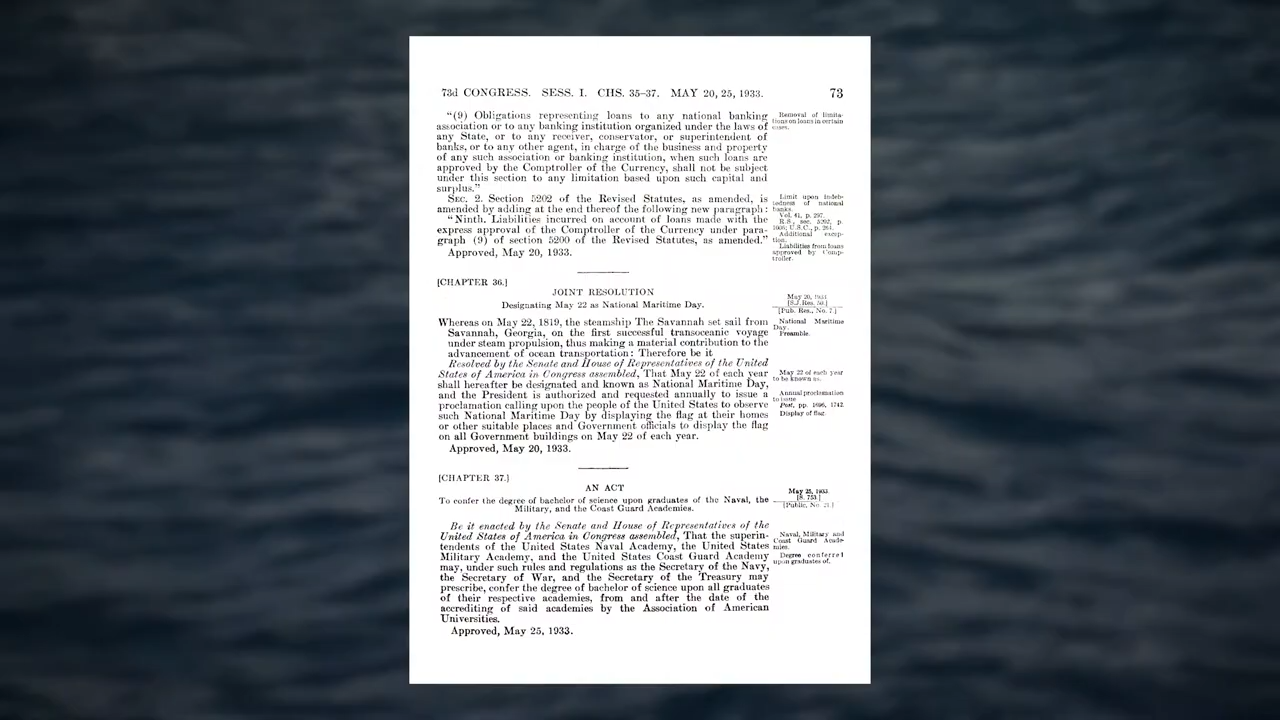 73d CONGRESS. SESS. I. CHS. 35–37. MAY 20, 25, 1933.
73
"(9) Obligations representing loans to any national banking
association or to any banking institution organized under the laws of
any State, or to any receiver, conservator, or superintendent of
banks, or to any other agent, in charge of the business and property
of any such association or banking institution, when such loans are
approved by the Comptroller of the Currency, shall not be subject
under this section to any limitation based upon such capital and
surplus."
Removal of limita-
tions on loans in certain
cases.
SEC. 2. Section 5202 of the Revised Statutes, as amended, is
amended by adding at the end thereof the following new paragraph:
"Ninth. Liabilities incurred on account of loans made with the
express approval of the Comptroller of the Currency under para-
graph (9) of section 5200 of the Revised Statutes, as amended."
Approved, May 20, 1933.
Limit upon indeb-
tedness of national
banks.
Vol. 41, p. 297.
R.S., sec. 5202, p.
U.S.C., p.
Additional excep-
tion.
Liabilities from loans
approved by Comp-
troller.
[CHAPTER 36.]
JOINT RESOLUTION
Designating May 22 as National Maritime Day.
May 20, 1933
[S.J. Res. 50.]
[Pub. Res., No. 7.]
Whereas on May 22, 1819, the steamship The Savannah set sail from
Savannah, Georgia, on the first successful transoceanic voyage
under steam propulsion, thus making a material contribution to the
advancement of ocean transportation: Therefore be it
National Maritime
Day.
Preamble.
Resolved by the Senate and House of Representatives of the United
States of America in Congress assembled, That May 22 of each year
shall hereafter be designated and known as National Maritime Day,
and the President is authorized and requested annually to issue a
proclamation calling upon the people of the United States to observe
such National Maritime Day by displaying the flag at their homes
or other suitable places and Government officials to display the flag
on all Government buildings on May 22 of each year.
Approved, May 20, 1933.
May 22 of each year
to be known as.
Annual proclamation
to issue
Post, pp. 1696, 1742.
Display of flag.
[CHAPTER 37.]
AN ACT
To confer the degree of bachelor of science upon graduates of the Naval, the
Military, and the Coast Guard Academies.
May 25, 1933.
[S. 753.]
[Public, No. 21.]
Be it enacted by the Senate and House of Representatives of the
United States of America in Congress assembled, That the superin-
tendents of the United States Naval Academy, the United States
Military Academy, and the United States Coast Guard Academy
may, under such rules and regulations as the Secretary of the Navy,
the Secretary of War, and the Secretary of the Treasury may
prescribe, confer the degree of bachelor of science upon all graduates
of their respective academies, from and after the date of the
accrediting of said academies by the Association of American
Universities.
Approved, May 25, 1933.
Naval, Military and
Coast Guard Acade-
mies.
Degree conferred
upon graduates of.